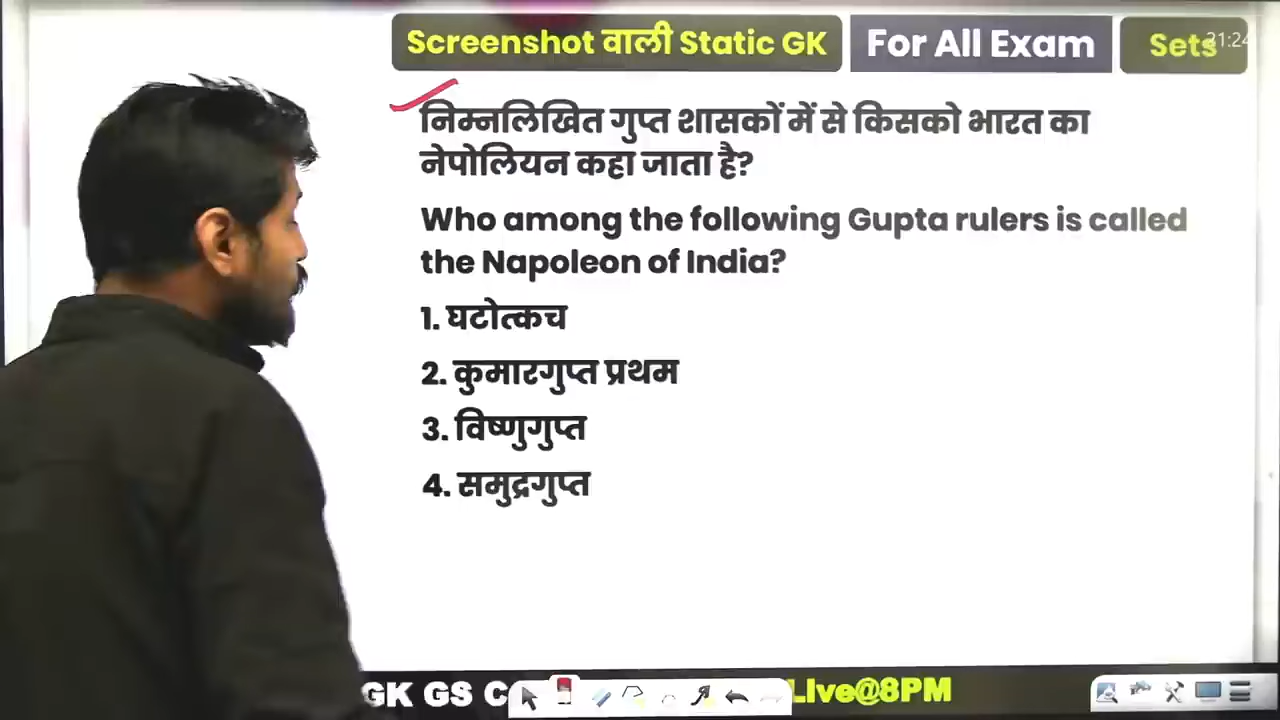 Screenshot वाली Static GK
For All Exam
Sets
21:24
निम्नलिखित गुप्त शासकों में से किसको भारत का
नेपोलियन कहा जाता है?
Who among the following Gupta rulers is called
the Napoleon of India?
1. घटोत्कच
2. कुमारगुप्त प्रथम
3. विष्णुगुप्त
4. समुद्रगुप्त
GK GS
Live@8PM